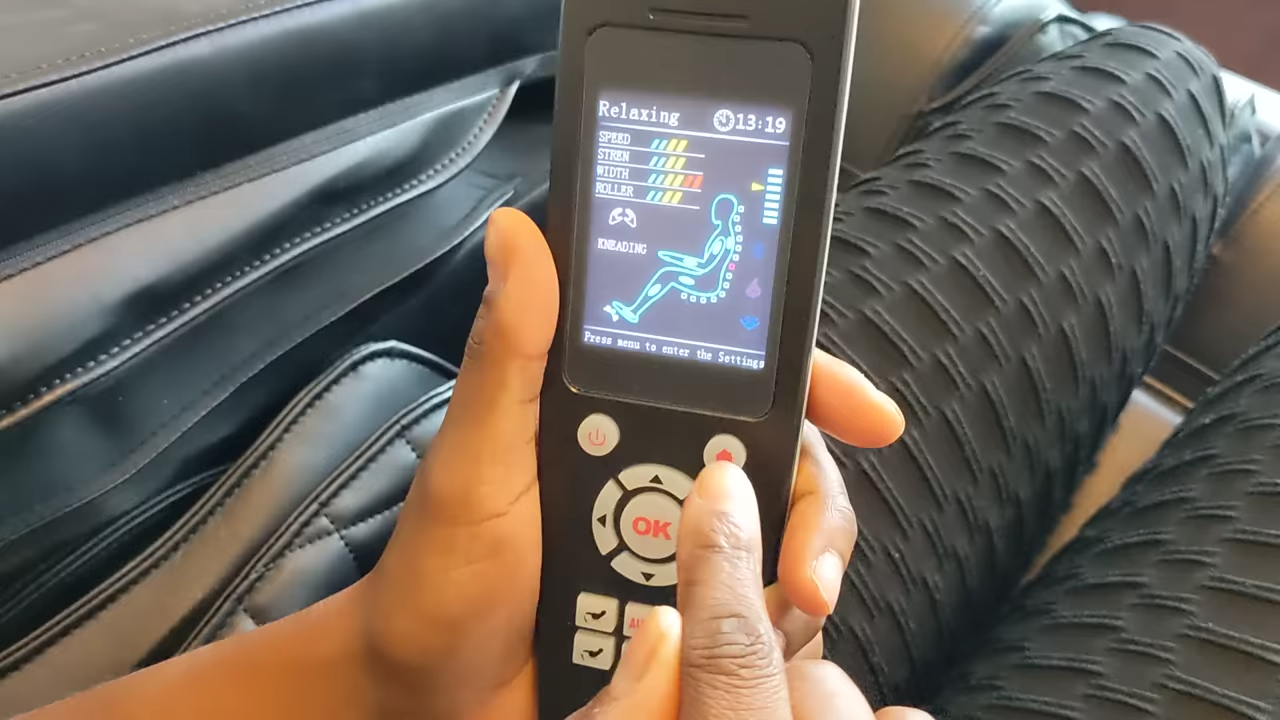 Relaxing 13:19
SPEED
STREN
WIDTH
ROLLER
KNEADING
Press menu to enter the Settings
OK